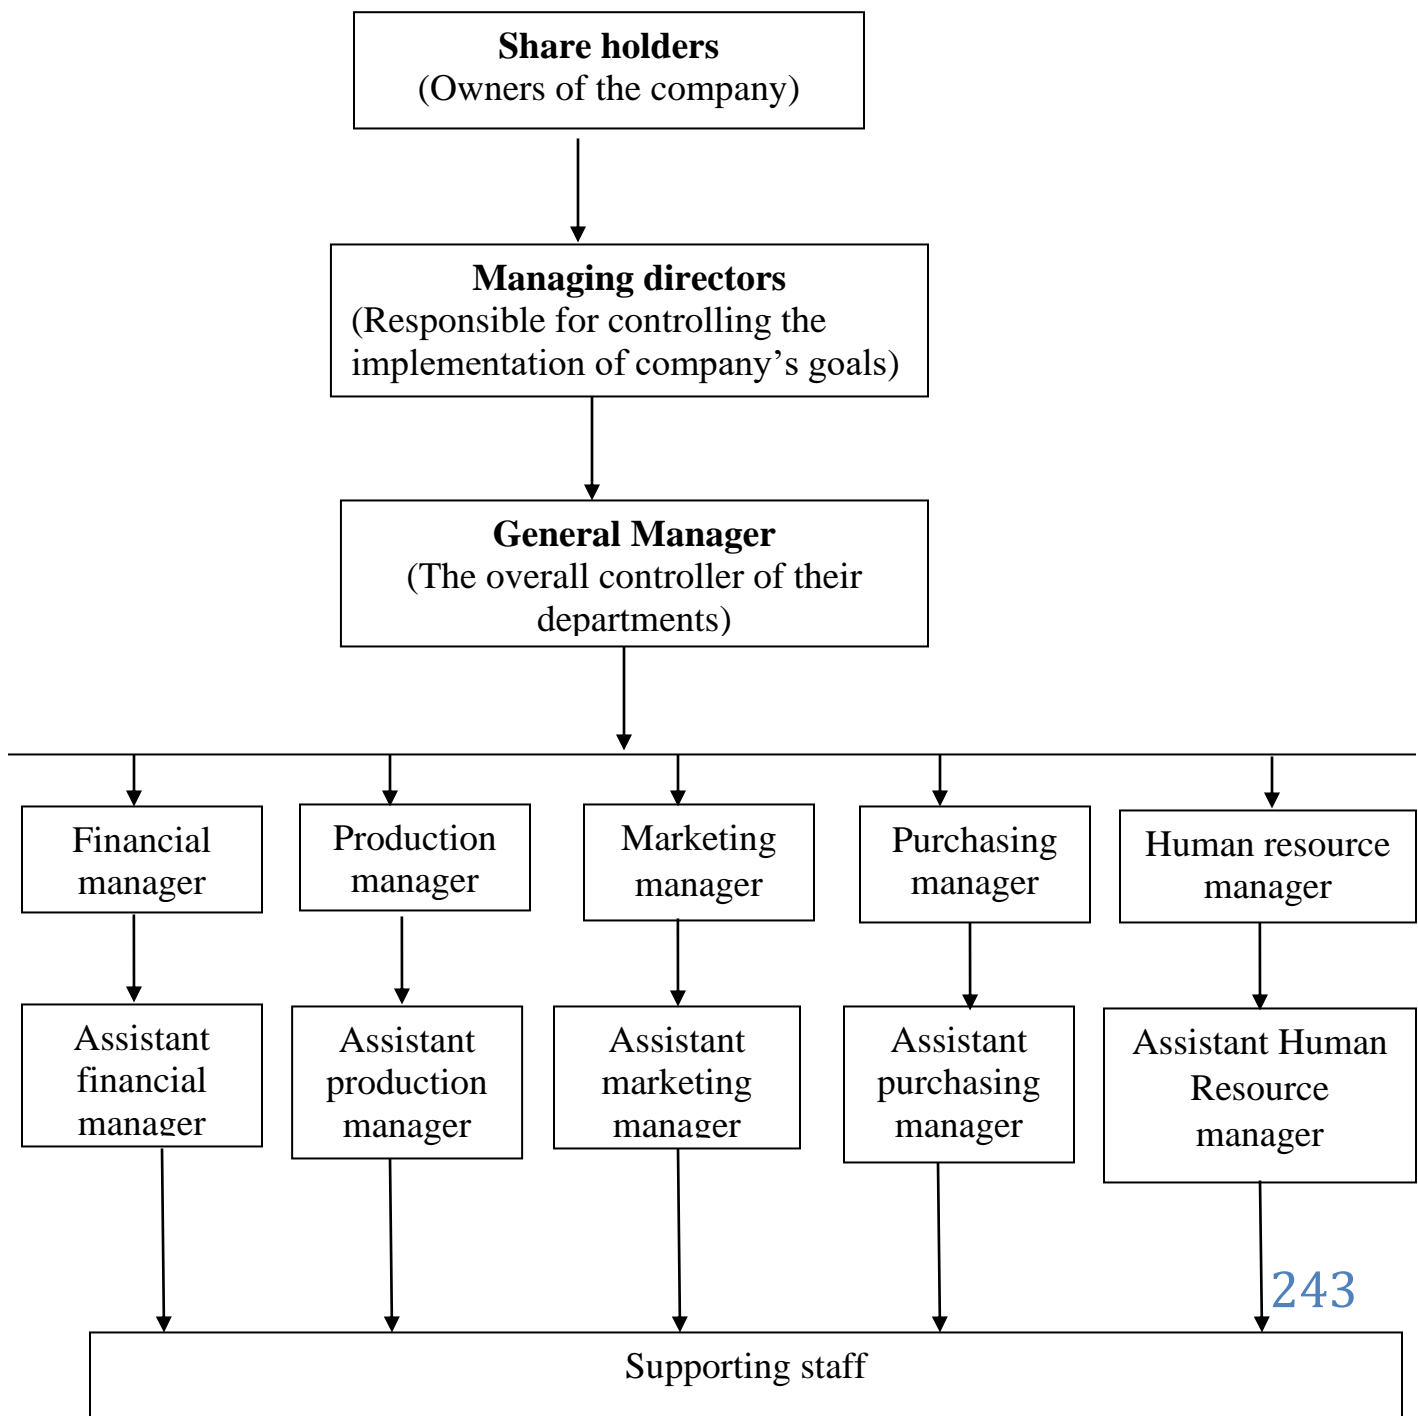 Share holders
(Owners of the company)
Managing directors
(Responsible for controlling the
implementation of company’s goals)
General Manager
(The overall controller of their
departments)
Financial
manager
Production
manager
Marketing
manager
Purchasing
manager
Human resource
manager
Assistant
financial
manager
Assistant
production
manager
Assistant
marketing
manager
Assistant
purchasing
manager
Assistant Human
Resource
manager
243
Supporting staff